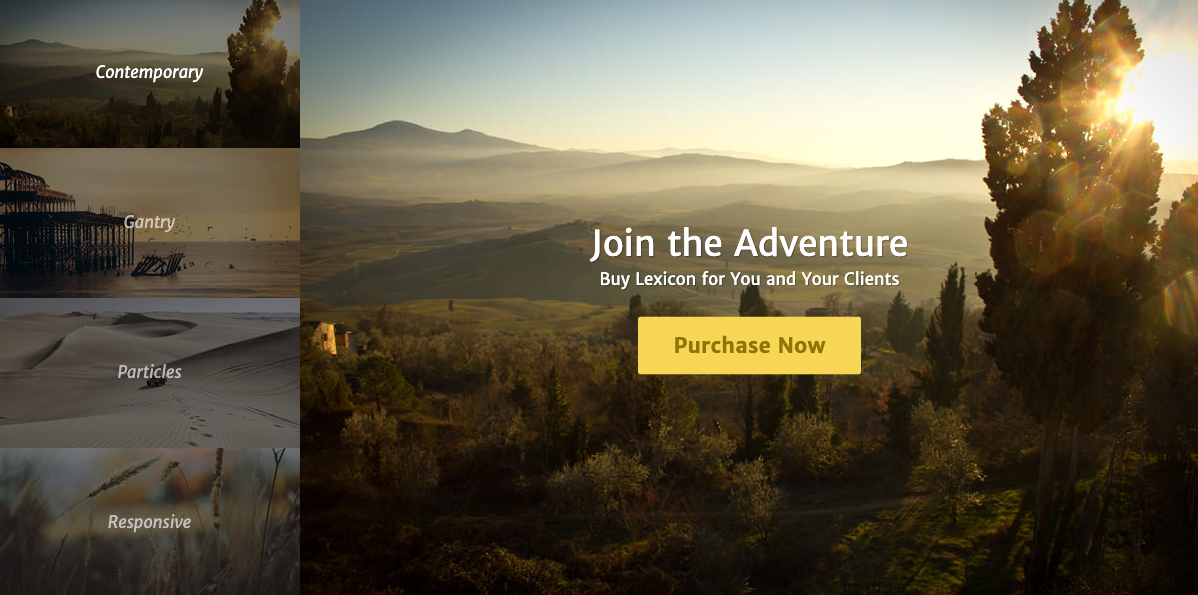 Contemporary
Gantry
Particles
Responsive
Join the Adventure
Buy Lexicon for You and Your Clients
Purchase Now